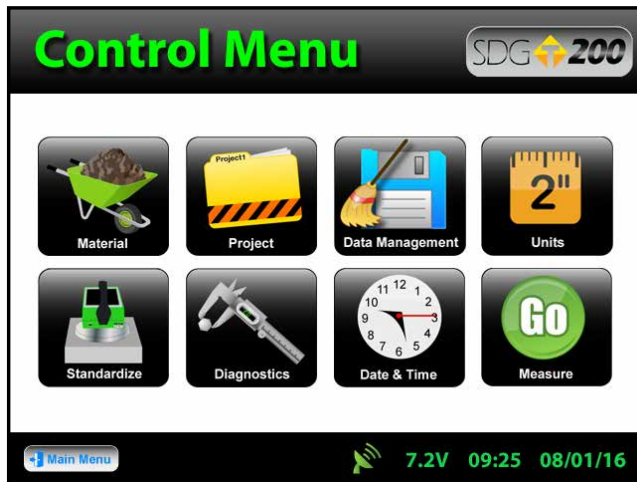 Control Menu
SDG T 200
Project1
2"
Material
Project
Data Management
Units
11 12 1
10 2
9 3
8 4
7 6 5
Go
Standardize
Diagnostics
Date & Time
Measure
Main Menu
7.2V 09:25 08/01/16